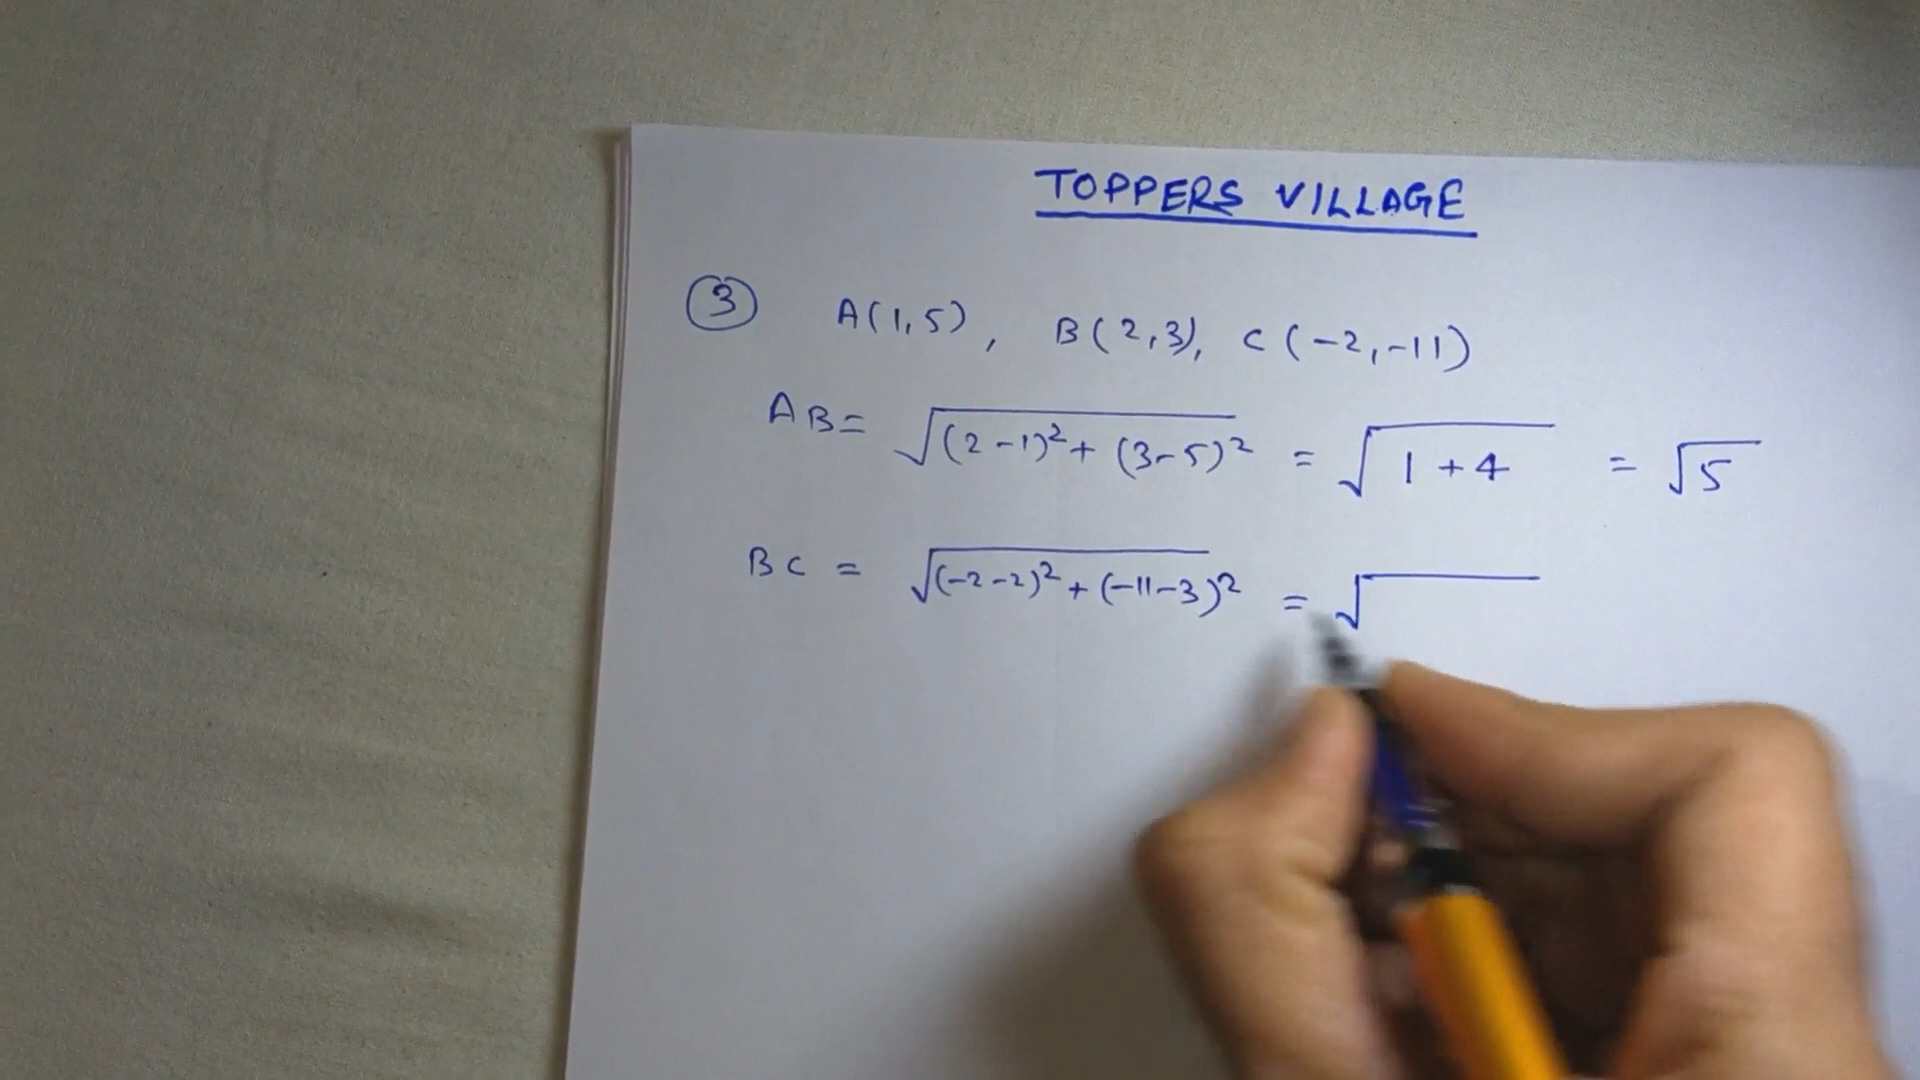 TOPPERS VILLAGE
③ A(1,5), B(2,3), C(-2,-11)
AB = √(2-1)² + (3-5)² = √1+4 = √5
BC = √(-2-2)² + (-11-3)² = √